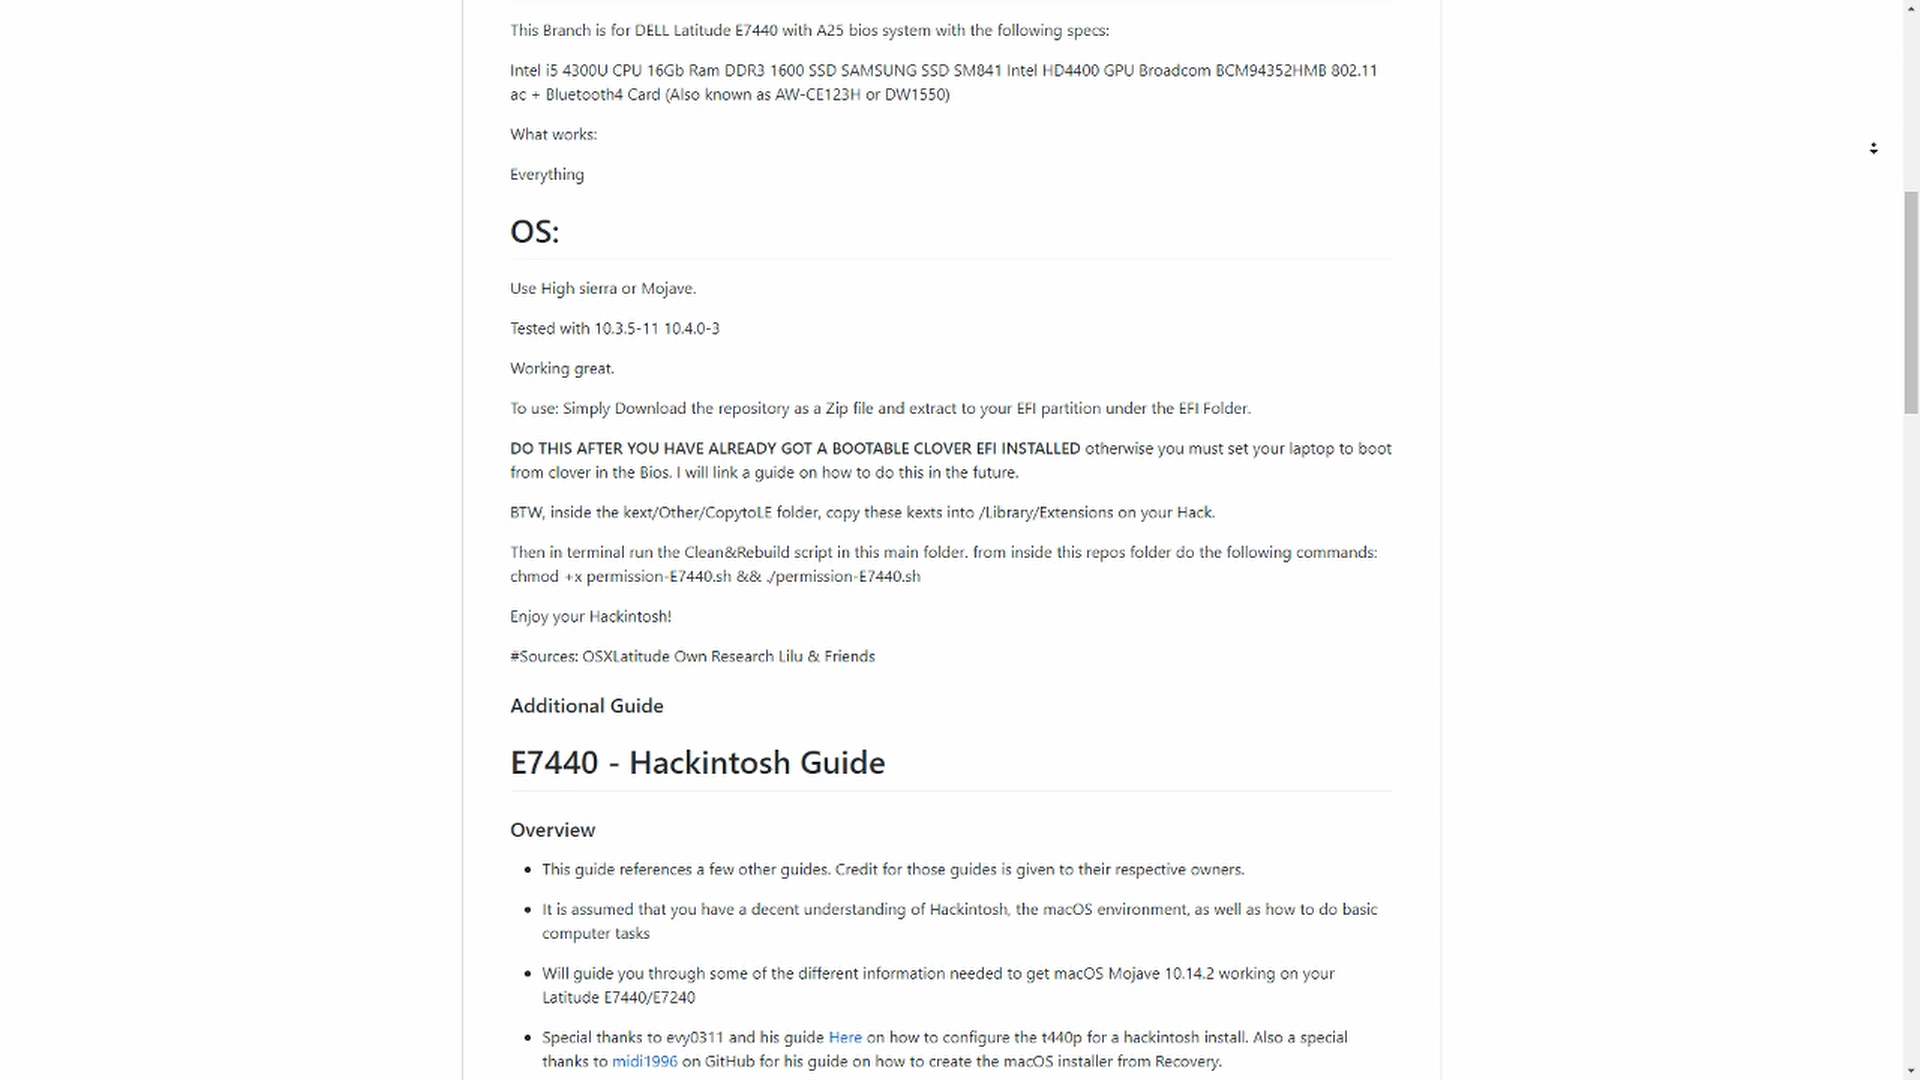 This Branch is for DELL Latitude E7440 with A25 bios system with the following specs:
Intel i5 4300U CPU 16Gb Ram DDR3 1600 SSD SAMSUNG SSD SM841 Intel HD4400 GPU Broadcom BCM94352HMB 802.11
ac + Bluetooth4 Card (Also known as AW-CE123H or DW1550)
What works:
Everything
OS:
Use High sierra or Mojave.
Tested with 10.3.5-11 10.4.0-3
Working great.
To use: Simply Download the repository as a Zip file and extract to your EFI partition under the EFI Folder.
DO THIS AFTER YOU HAVE ALREADY GOT A BOOTABLE CLOVER EFI INSTALLED otherwise you must set your laptop to boot
from clover in the Bios. I will link a guide on how to do this in the future.
BTW, inside the kext/Other/CopytoLE folder, copy these kexts into /Library/Extensions on your Hack.
Then in terminal run the Clean&Rebuild script in this main folder. from inside this repos folder do the following commands:
chmod +x permission-E7440.sh && ./permission-E7440.sh
Enjoy your Hackintosh!
#Sources: OSXLatitude Own Research Lilu & Friends
Additional Guide
E7440 - Hackintosh Guide
Overview
• This guide references a few other guides. Credit for those guides is given to their respective owners.
• It is assumed that you have a decent understanding of Hackintosh, the macOS environment, as well as how to do basic
computer tasks
• Will guide you through some of the different information needed to get macOS Mojave 10.14.2 working on your
Latitude E7440/E7240
• Special thanks to evy0311 and his guide Here on how to configure the t440p for a hackintosh install. Also a special
thanks to midi1996 on GitHub for his guide on how to create the macOS installer from Recovery.